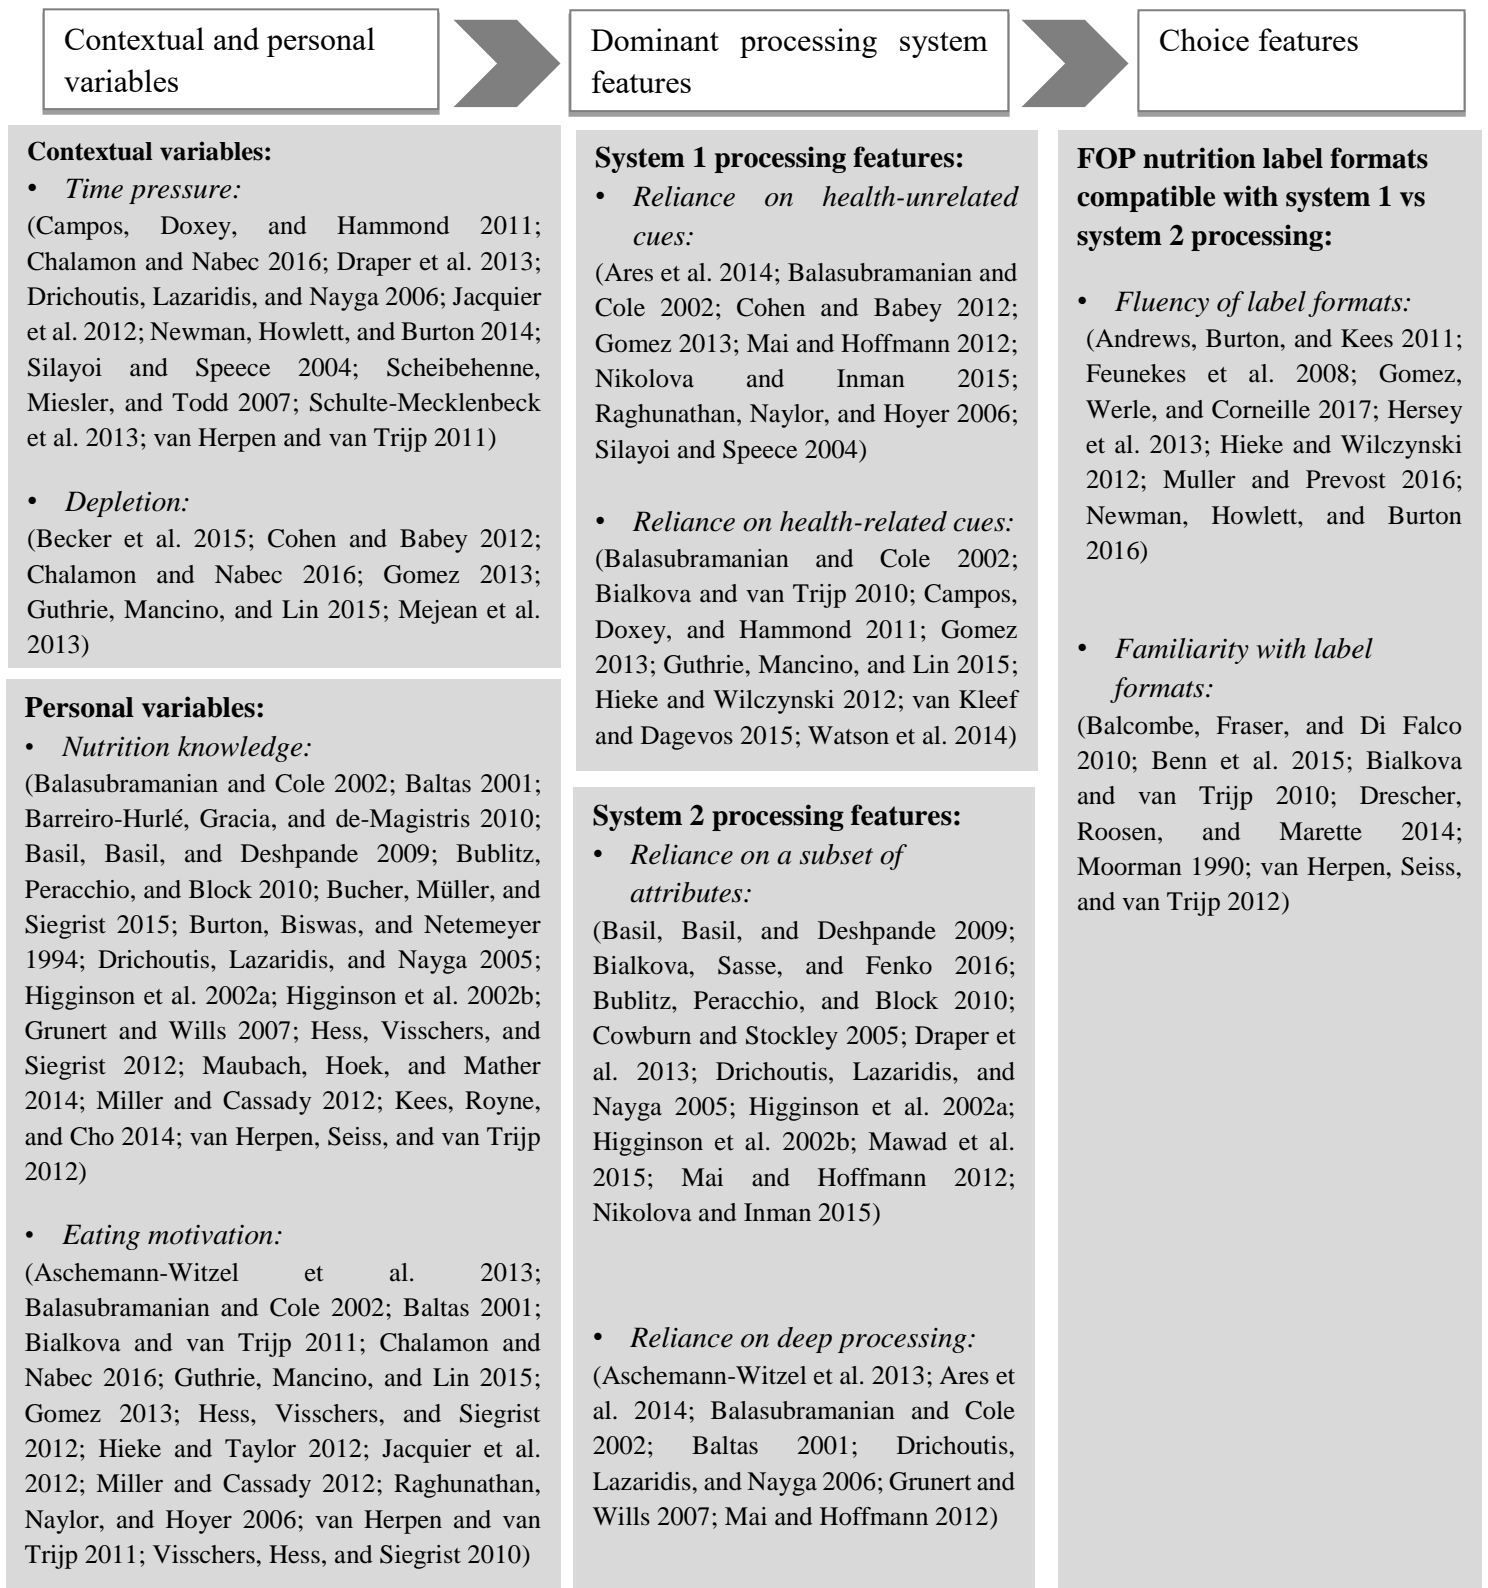 Contextual and personal
variables
Dominant processing system
features
Choice features
Contextual variables:
• Time pressure:
(Campos, Doxey, and Hammond 2011;
Chalamon and Nabec 2016; Draper et al. 2013;
Drichoutis, Lazaridis, and Nayga 2006; Jacquier
et al. 2012; Newman, Howlett, and Burton 2014;
Silayoi and Speece 2004; Scheibehenne,
Miesler, and Todd 2007; Schulte-Mecklenbeck
et al. 2013; van Herpen and van Trijp 2011)
• Depletion:
(Becker et al. 2015; Cohen and Babey 2012;
Chalamon and Nabec 2016; Gomez 2013;
Guthrie, Mancino, and Lin 2015; Mejean et al.
2013)
Personal variables:
• Nutrition knowledge:
(Balasubramanian and Cole 2002; Baltas 2001;
Barreiro-Hurlé, Gracia, and de-Magistris 2010;
Basil, Basil, and Deshpande 2009; Bublitz,
Peracchio, and Block 2010; Bucher, Müller, and
Siegrist 2015; Burton, Biswas, and Netemeyer
1994; Drichoutis, Lazaridis, and Nayga 2005;
Higginson et al. 2002a; Higginson et al. 2002b;
Grunert and Wills 2007; Hess, Visschers, and
Siegrist 2012; Maubach, Hoek, and Mather
2014; Miller and Cassady 2012; Kees, Royne,
and Cho 2014; van Herpen, Seiss, and van Trijp
2012)
• Eating motivation:
(Aschemann-Witzel et al. 2013;
Balasubramanian and Cole 2002; Baltas 2001;
Bialkova and van Trijp 2011; Chalamon and
Nabec 2016; Guthrie, Mancino, and Lin 2015;
Gomez 2013; Hess, Visschers, and Siegrist
2012; Hieke and Taylor 2012; Jacquier et al.
2012; Miller and Cassady 2012; Raghunathan,
Naylor, and Hoyer 2006; van Herpen and van
Trijp 2011; Visschers, Hess, and Siegrist 2010)
System 1 processing features:
• Reliance on health-unrelated
cues:
(Ares et al. 2014; Balasubramanian and
Cole 2002; Cohen and Babey 2012;
Gomez 2013; Mai and Hoffmann 2012;
Nikolova and Inman 2015;
Raghunathan, Naylor, and Hoyer 2006;
Silayoi and Speece 2004)
• Reliance on health-related cues:
(Balasubramanian and Cole 2002;
Bialkova and van Trijp 2010; Campos,
Doxey, and Hammond 2011; Gomez
2013; Guthrie, Mancino, and Lin 2015;
Hieke and Wilczynski 2012; van Kleef
and Dagevos 2015; Watson et al. 2014)
System 2 processing features:
• Reliance on a subset of
attributes:
(Basil, Basil, and Deshpande 2009;
Bialkova, Sasse, and Fenko 2016;
Bublitz, Peracchio, and Block 2010;
Cowburn and Stockley 2005; Draper et
al. 2013; Drichoutis, Lazaridis, and
Nayga 2005; Higginson et al. 2002a;
Higginson et al. 2002b; Mawad et al.
2015; Mai and Hoffmann 2012;
Nikolova and Inman 2015)
• Reliance on deep processing:
(Aschemann-Witzel et al. 2013; Ares et
al. 2014; Balasubramanian and Cole
2002; Baltas 2001; Drichoutis,
Lazaridis, and Nayga 2006; Grunert and
Wills 2007; Mai and Hoffmann 2012)
FOP nutrition label formats
compatible with system 1 vs
system 2 processing:
• Fluency of label formats:
(Andrews, Burton, and Kees 2011;
Feunekes et al. 2008; Gomez,
Werle, and Corneille 2017; Hersey
et al. 2013; Hieke and Wilczynski
2012; Muller and Prevost 2016;
Newman, Howlett, and Burton
2016)
• Familiarity with label
formats:
(Balcombe, Fraser, and Di Falco
2010; Benn et al. 2015; Bialkova
and van Trijp 2010; Drescher,
Roosen, and Marette 2014;
Moorman 1990; van Herpen, Seiss,
and van Trijp 2012)